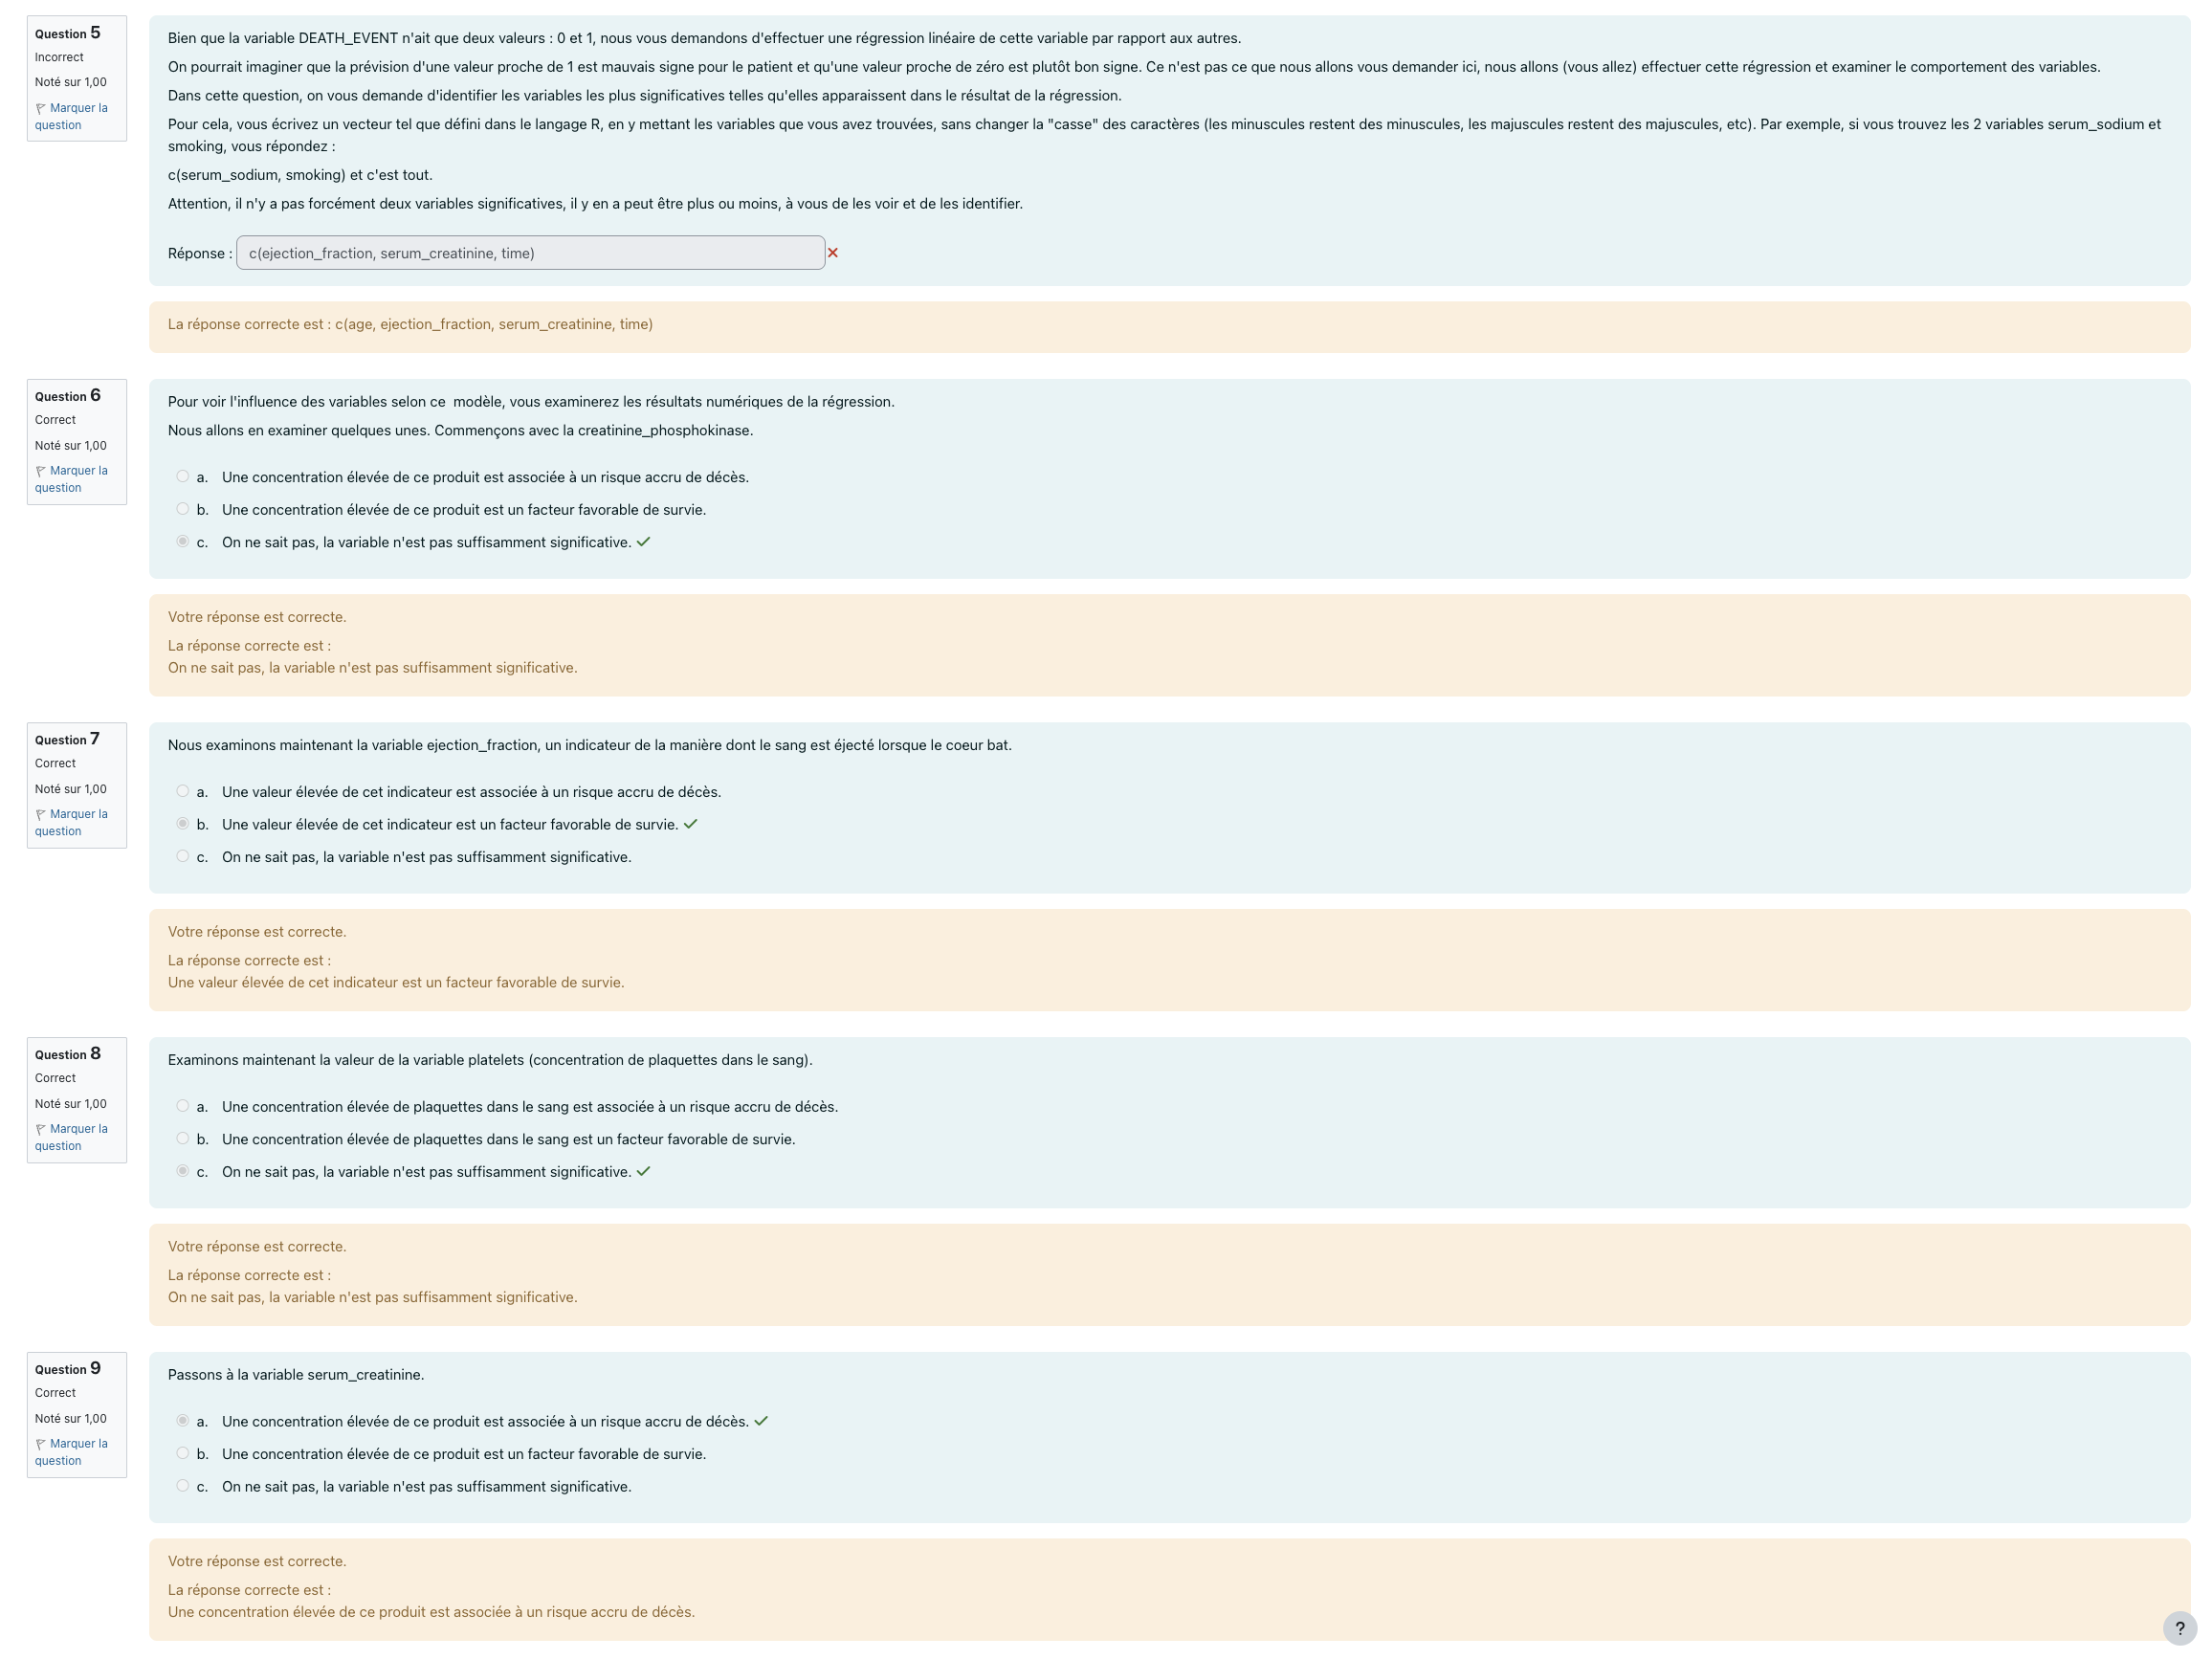 Question 5
Incorrect
Noté sur 1,00
Marquer la
question
Bien que la variable DEATH_EVENT n'ait que deux valeurs : 0 et 1, nous vous demandons d'effectuer une régression linéaire de cette variable par rapport aux autres.
On pourrait imaginer que la prévision d'une valeur proche de 1 est mauvais signe pour le patient et qu'une valeur proche de zéro est plutôt bon signe. Ce n'est pas ce que nous allons vous demander ici, nous allons (vous allez) effectuer cette régression et examiner le comportement des variables.
Dans cette question, on vous demande d'identifier les variables les plus significatives telles qu'elles apparaissent dans le résultat de la régression.
Pour cela, vous écrivez un vecteur tel que défini dans le langage R, en y mettant les variables que vous avez trouvées, sans changer la "casse" des caractères (les minuscules restent des minuscules, les majuscules restent des majuscules, etc). Par exemple, si vous trouvez les 2 variables serum_sodium et
smoking, vous répondez :
c(serum_sodium, smoking) et c'est tout.
Attention, il n'y a pas forcément deux variables significatives, il y en a peut être plus ou moins, à vous de les voir et de les identifier.
Réponse : c(ejection_fraction, serum_creatinine, time)
La réponse correcte est : c(age, ejection_fraction, serum_creatinine, time)
Question 6
Correct
Noté sur 1,00
Marquer la
question
Pour voir l'influence des variables selon ce  modèle, vous examinerez les résultats numériques de la régression.
Nous allons en examiner quelques unes. Commençons avec la creatinine_phosphokinase.
a. Une concentration élevée de ce produit est associée à un risque accru de décès.
b. Une concentration élevée de ce produit est un facteur favorable de survie.
c. On ne sait pas, la variable n'est pas suffisamment significative.
Votre réponse est correcte.
La réponse correcte est :
On ne sait pas, la variable n'est pas suffisamment significative.
Question 7
Correct
Noté sur 1,00
Marquer la
question
Nous examinons maintenant la variable ejection_fraction, un indicateur de la manière dont le sang est éjecté lorsque le coeur bat.
a. Une valeur élevée de cet indicateur est associée à un risque accru de décès.
b. Une valeur élevée de cet indicateur est un facteur favorable de survie.
c. On ne sait pas, la variable n'est pas suffisamment significative.
Votre réponse est correcte.
La réponse correcte est :
Une valeur élevée de cet indicateur est un facteur favorable de survie.
Question 8
Correct
Noté sur 1,00
Marquer la
question
Examinons maintenant la valeur de la variable platelets (concentration de plaquettes dans le sang).
a. Une concentration élevée de plaquettes dans le sang est associée à un risque accru de décès.
b. Une concentration élevée de plaquettes dans le sang est un facteur favorable de survie.
c. On ne sait pas, la variable n'est pas suffisamment significative.
Votre réponse est correcte.
La réponse correcte est :
On ne sait pas, la variable n'est pas suffisamment significative.
Question 9
Correct
Noté sur 1,00
Marquer la
question
Passons à la variable serum_creatinine.
a. Une concentration élevée de ce produit est associée à un risque accru de décès.
b. Une concentration élevée de ce produit est un facteur favorable de survie.
c. On ne sait pas, la variable n'est pas suffisamment significative.
Votre réponse est correcte.
La réponse correcte est :
Une concentration élevée de ce produit est associée à un risque accru de décès.
?